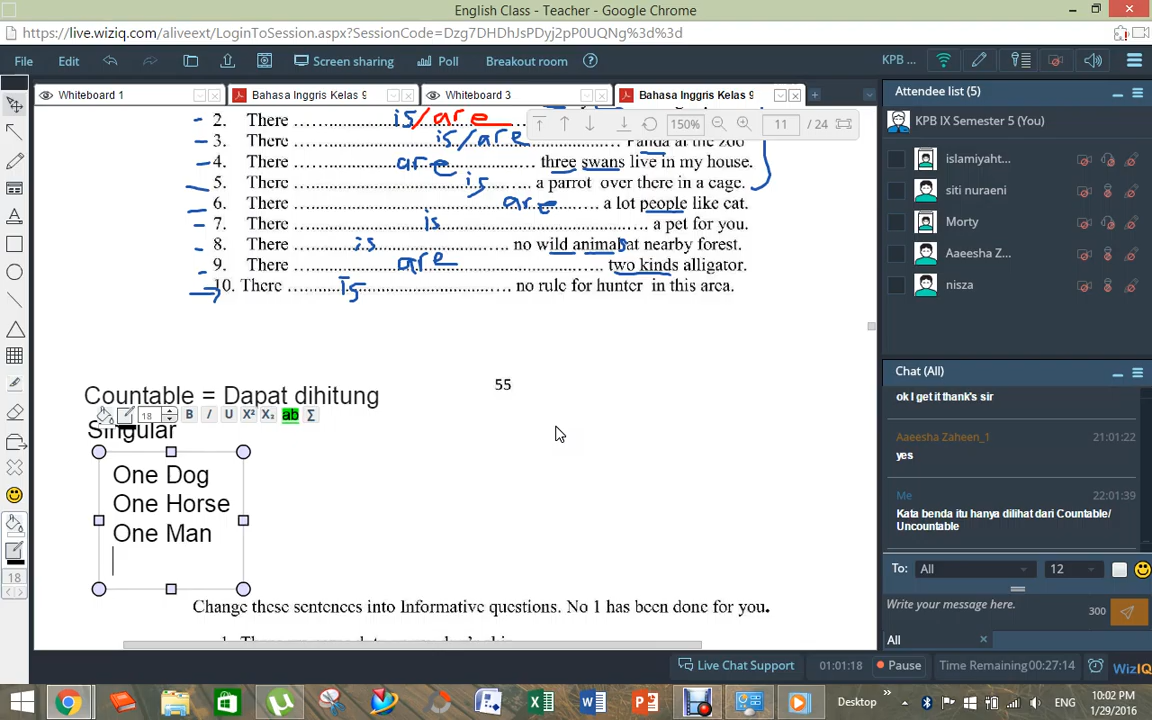 English Class - Teacher - Google Chrome
https://live.wiziq.com/aliveext/LoginToSession.aspx?SessionCode=Dzg7DHDhJsPDyj2pP0UQNg%3d%3d
File Edit Screen sharing Poll Breakout room KPB ...
Whiteboard 1 Bahasa Inggris Kelas 9 Whiteboard 3 Bahasa Inggris Kelas 9
150% 11 / 24
2. There is/are
3. There is/are Panda at the zoo
4. There are three swans live in my house.
5. There is a parrot over there in a cage.
6. There are a lot people like cat.
7. There is a pet for you.
8. There is no wild animals at nearby forest.
9. There are two kinds alligator.
10. There is no rule for hunter in this area.
55
Countable = Dapat dihitung
18 B I U X² X₂ ab Σ
Singular
One Dog
One Horse
One Man
Change these sentences into Informative questions. No 1 has been done for you.
18
Attendee list (5)
KPB IX Semester 5 (You)
islamiyaht...
siti nuraeni
Morty
Aaeesha Z...
nisza
Chat (All)
ok I get it thank's sir
Aaeesha Zaheen_1 21:01:22
yes
Me 22:01:39
Kata benda itu hanya dilihat dari Countable/
Uncountable
To: All 12
Write your message here. 300
All
Live Chat Support 01:01:18 Pause Time Remaining 00:27:14 WizIQ
Desktop ENG 10:02 PM
1/29/2016